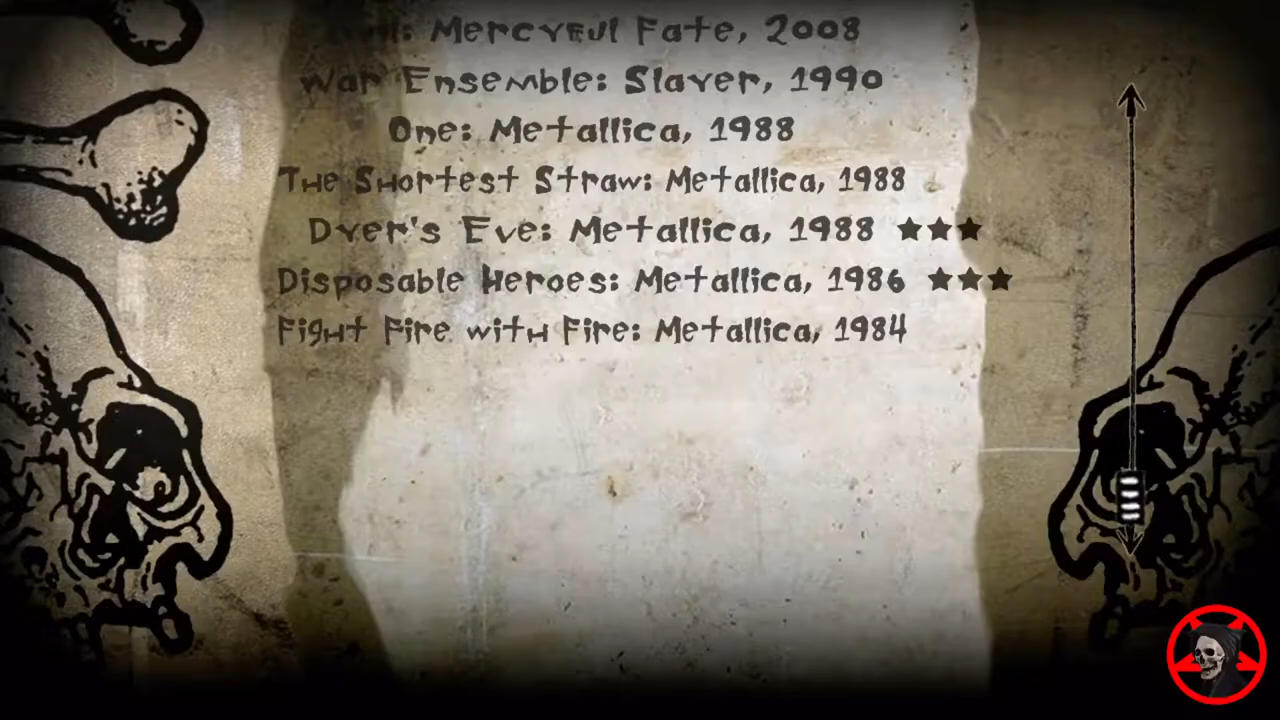 Mercyful Fate, 2008
War Ensemble: Slayer, 1990
One: Metallica, 1988
The Shortest Straw: Metallica, 1988
Dyer's Eve: Metallica, 1988 ★★★
Disposable Heroes: Metallica, 1986 ★★★
Fight Fire with Fire: Metallica, 1984